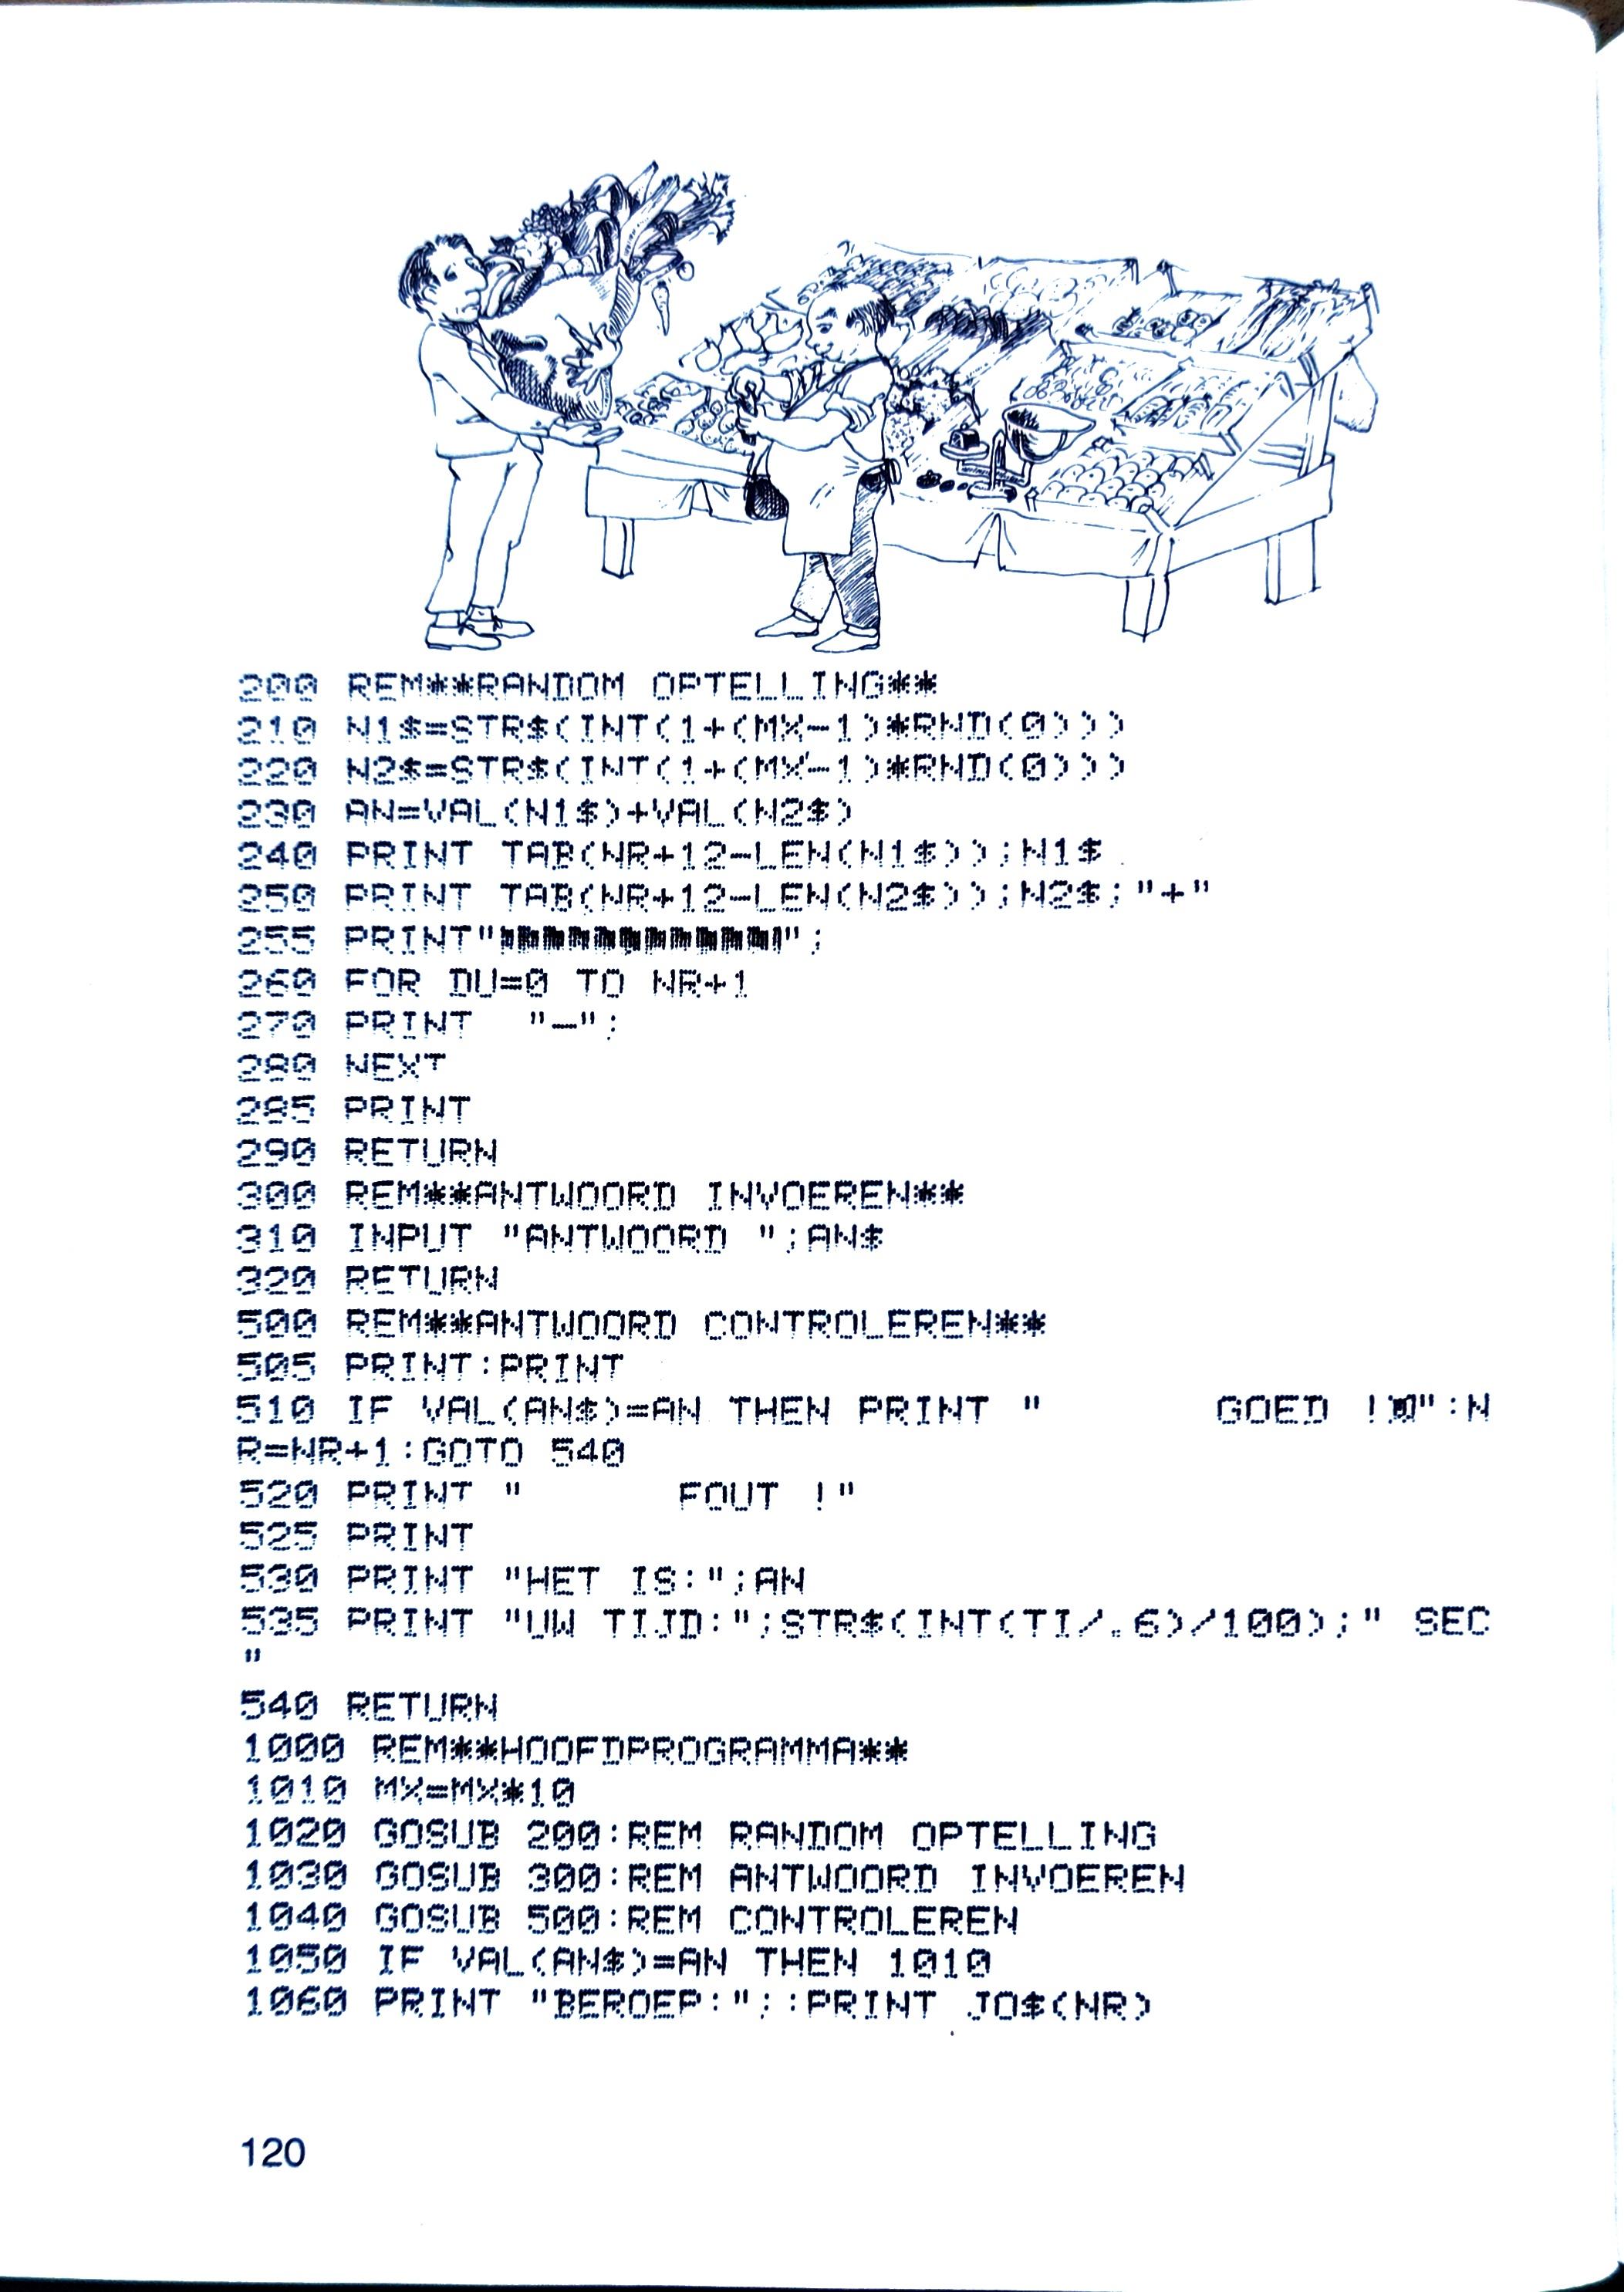 200 REM**RANDOM OPTELLING**
210 N1$=STR$(INT(1+(MX-1)*RND(0)))
220 N2$=STR$(INT(1+(MX-1)*RND(0)))
230 AN=VAL(N1$)+VAL(N2$)
240 PRINT TAB(NR+12-LEN(N1$));N1$
250 PRINT TAB(NR+12-LEN(N2$));N2$;"+"
255 PRINT"";
260 FOR DU=0 TO NR+1
270 PRINT  "-";
280 NEXT
285 PRINT
290 RETURN
300 REM**ANTWOORD INVOEREN**
310 INPUT "ANTWOORD ";AN$
320 RETURN
500 REM**ANTWOORD CONTROLEREN**
505 PRINT:PRINT
510 IF VAL(AN$)=AN THEN PRINT "      GOED !":N
R=NR+1:GOTO 540
520 PRINT "      FOUT !"
525 PRINT
530 PRINT "HET IS:";AN
535 PRINT "UW TIJD:";STR$(INT(TI/.6)/100);" SEC
"
540 RETURN
1000 REM**HOOFDPROGRAMMA**
1010 MX=MX*10
1020 GOSUB 200:REM RANDOM OPTELLING
1030 GOSUB 300:REM ANTWOORD INVOEREN
1040 GOSUB 500:REM CONTROLEREN
1050 IF VAL(AN$)=AN THEN 1010
1060 PRINT "BEROEP:";:PRINT JO$(NR)
120